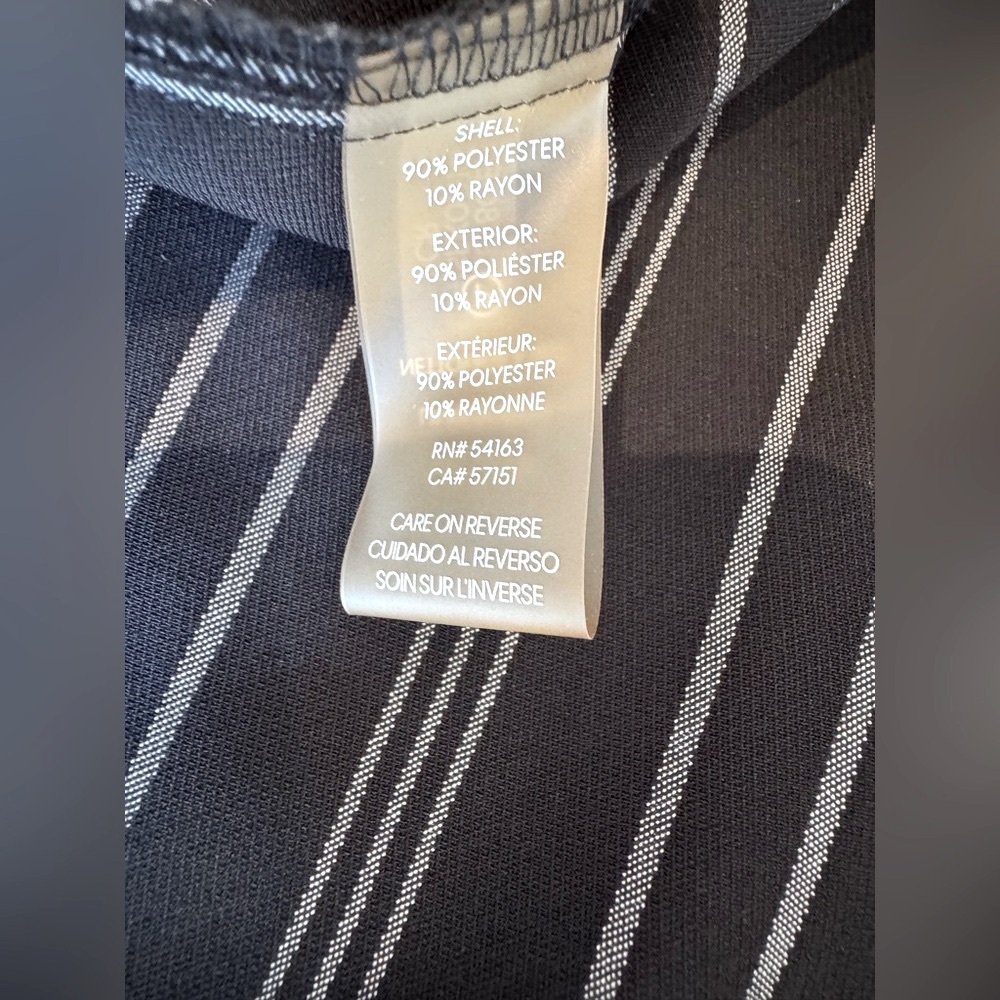 SHELL:
90% POLYESTER
10% RAYON
EXTERIOR:
90% POLIÉSTER
10% RAYON
EXTÉRIEUR:
90% POLYESTER
10% RAYONNE
RN# 54163
CA# 57151
CARE ON REVERSE
CUIDADO AL REVERSO
SOIN SUR L'INVERSE